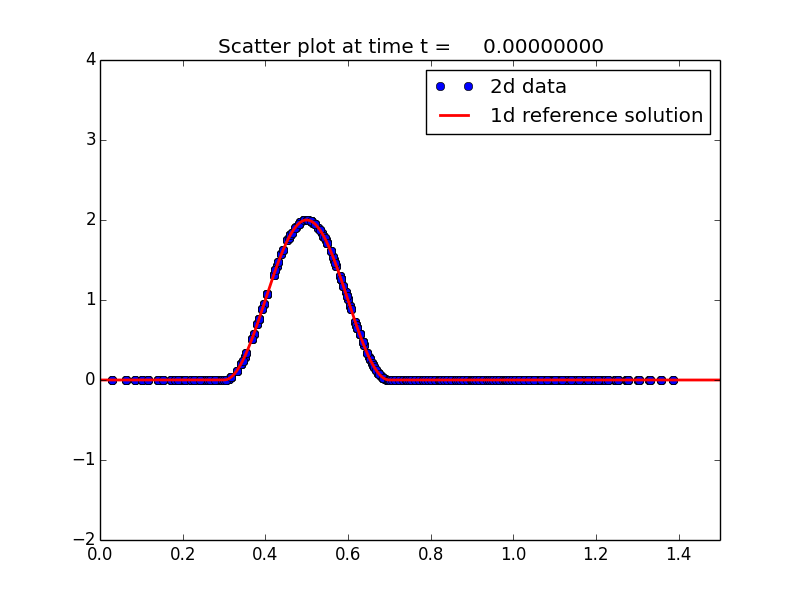 Scatter plot at time t =     0.00000000
2d data
1d reference solution
4
3
2
1
0
−1
−2
0.0 0.2 0.4 0.6 0.8 1.0 1.2 1.4